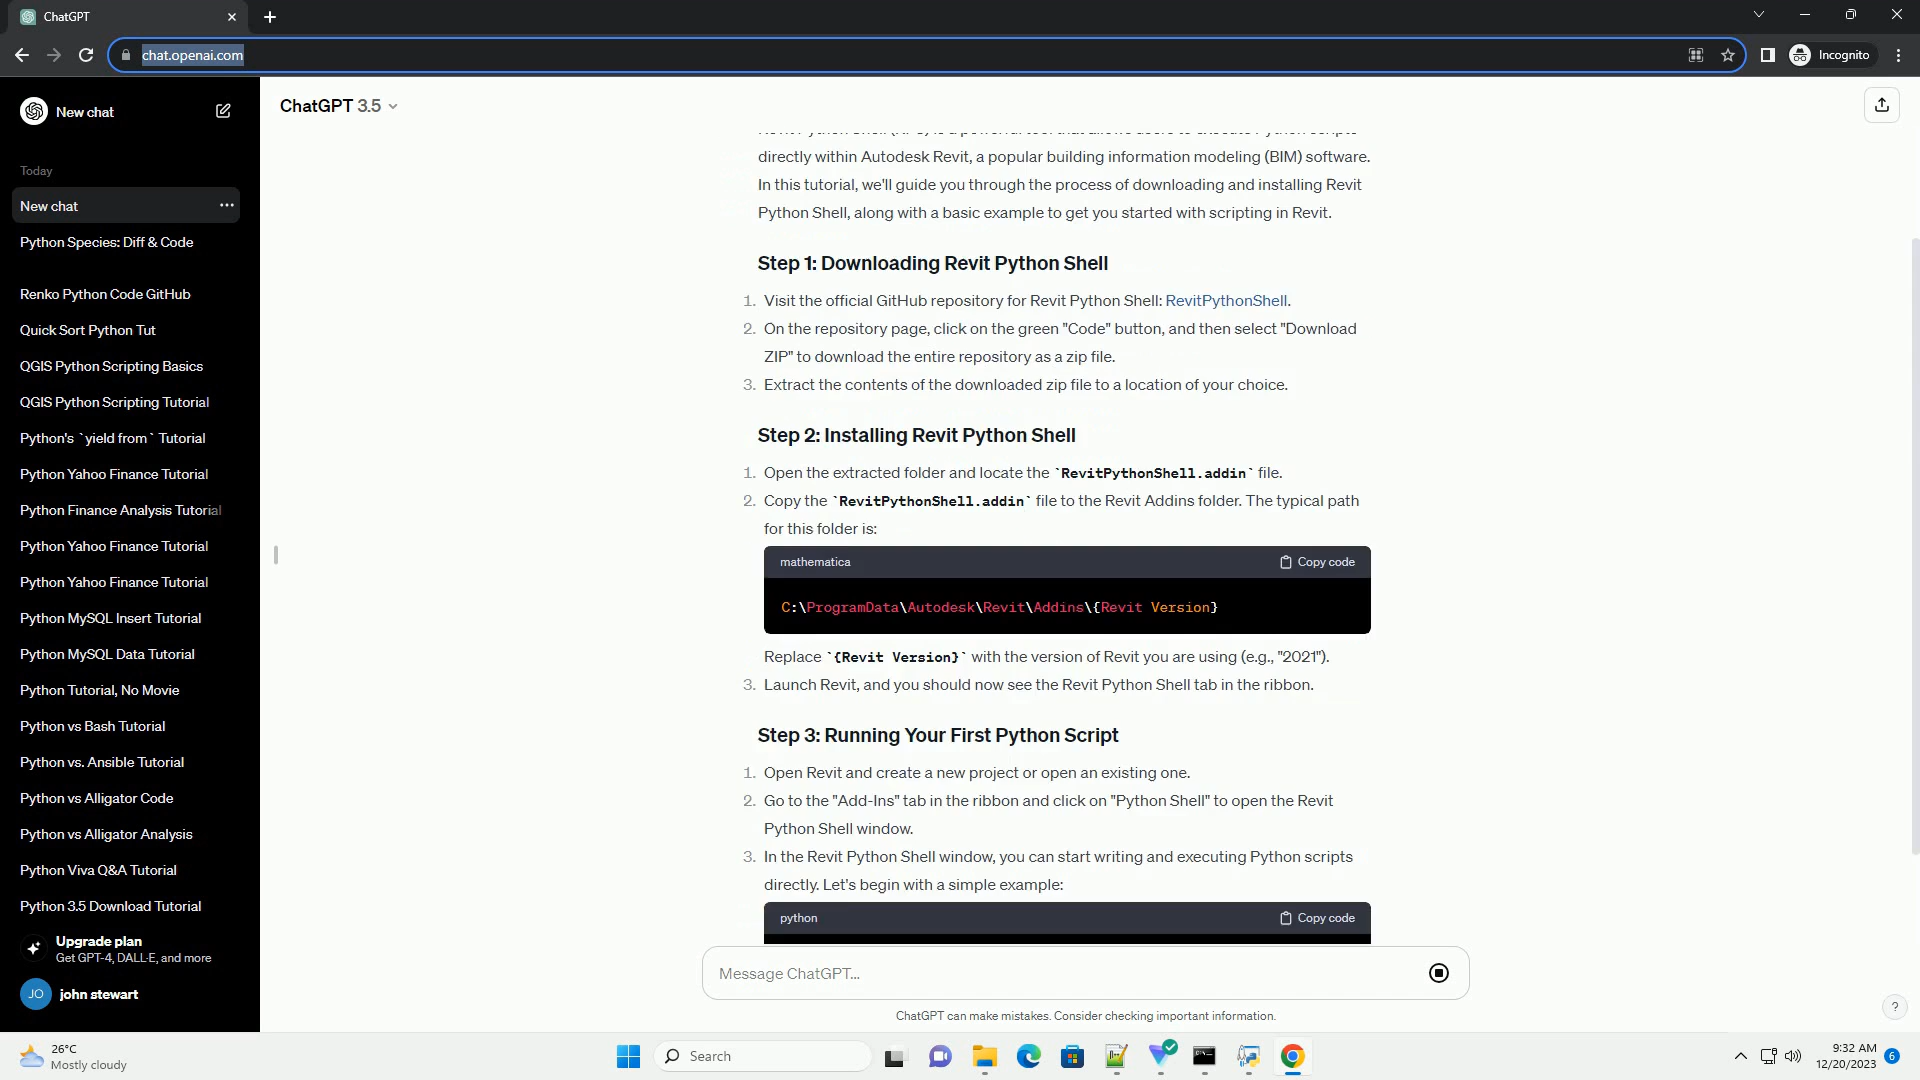 ChatGPT
chat.openai.com
Incognito
New chat
Today
New chat
Python Species: Diff & Code
Renko Python Code GitHub
Quick Sort Python Tut
QGIS Python Scripting Basics
QGIS Python Scripting Tutorial
Python's `yield from` Tutorial
Python Yahoo Finance Tutorial
Python Finance Analysis Tutorial
Python Yahoo Finance Tutorial
Python Yahoo Finance Tutorial
Python MySQL Insert Tutorial
Python MySQL Data Tutorial
Python Tutorial, No Movie
Python vs Bash Tutorial
Python vs. Ansible Tutorial
Python vs Alligator Code
Python vs Alligator Analysis
Python Viva Q&A Tutorial
Python 3.5 Download Tutorial
Upgrade plan
Get GPT-4, DALL·E, and more
JO john stewart
ChatGPT 3.5
Revit Python Shell (RPS) is a powerful tool that allows users to execute Python scripts
directly within Autodesk Revit, a popular building information modeling (BIM) software.
In this tutorial, we'll guide you through the process of downloading and installing Revit
Python Shell, along with a basic example to get you started with scripting in Revit.
Step 1: Downloading Revit Python Shell
1. Visit the official GitHub repository for Revit Python Shell: RevitPythonShell.
2. On the repository page, click on the green "Code" button, and then select "Download
ZIP" to download the entire repository as a zip file.
3. Extract the contents of the downloaded zip file to a location of your choice.
Step 2: Installing Revit Python Shell
1. Open the extracted folder and locate the `RevitPythonShell.addin` file.
2. Copy the `RevitPythonShell.addin` file to the Revit Addins folder. The typical path
for this folder is:
mathematica Copy code
C:\ProgramData\Autodesk\Revit\Addins\{Revit Version}
Replace `{Revit Version}` with the version of Revit you are using (e.g., "2021").
3. Launch Revit, and you should now see the Revit Python Shell tab in the ribbon.
Step 3: Running Your First Python Script
1. Open Revit and create a new project or open an existing one.
2. Go to the "Add-Ins" tab in the ribbon and click on "Python Shell" to open the Revit
Python Shell window.
3. In the Revit Python Shell window, you can start writing and executing Python scripts
directly. Let's begin with a simple example:
python Copy code
Message ChatGPT...
ChatGPT can make mistakes. Consider checking important information.
?
26°C
Mostly cloudy
Search
9:32 AM
12/20/2023
6